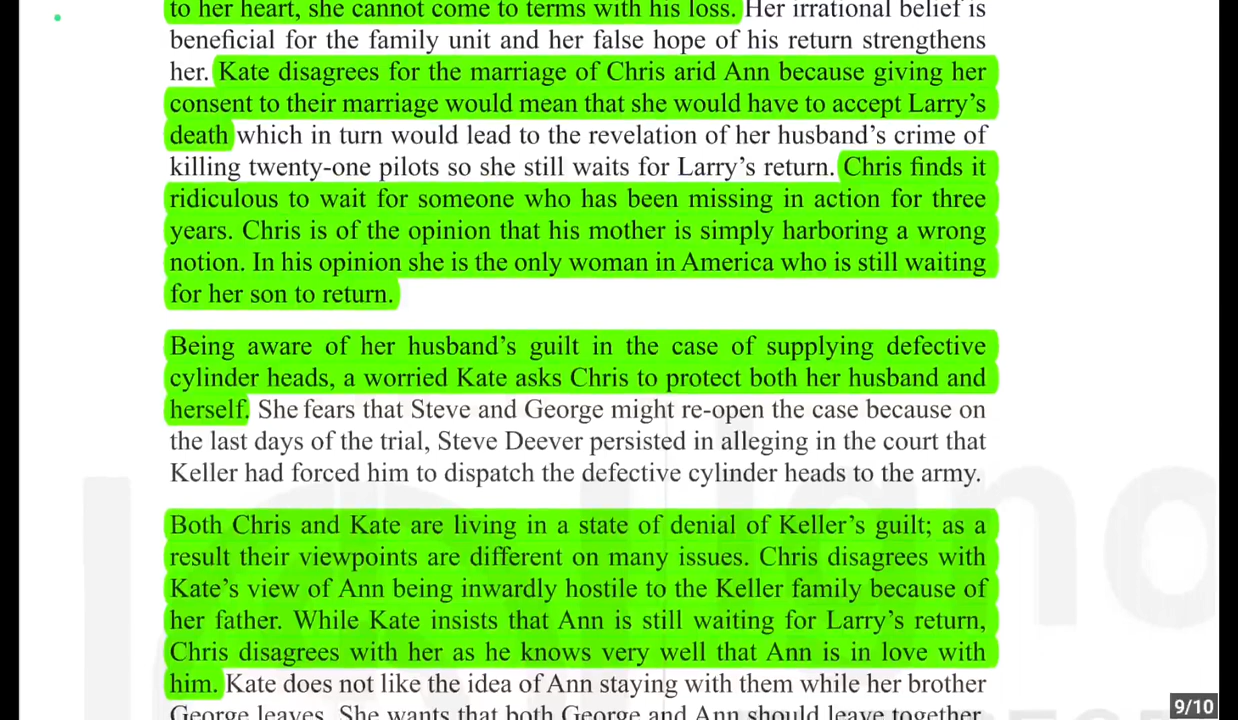 to her heart, she cannot come to terms with his loss. Her irrational belief is
beneficial for the family unit and her false hope of his return strengthens
her. Kate disagrees for the marriage of Chris arid Ann because giving her
consent to their marriage would mean that she would have to accept Larry’s
death which in turn would lead to the revelation of her husband’s crime of
killing twenty-one pilots so she still waits for Larry’s return. Chris finds it
ridiculous to wait for someone who has been missing in action for three
years. Chris is of the opinion that his mother is simply harboring a wrong
notion. In his opinion she is the only woman in America who is still waiting
for her son to return.
Being aware of her husband’s guilt in the case of supplying defective
cylinder heads, a worried Kate asks Chris to protect both her husband and
herself. She fears that Steve and George might re-open the case because on
the last days of the trial, Steve Deever persisted in alleging in the court that
Keller had forced him to dispatch the defective cylinder heads to the army.
Both Chris and Kate are living in a state of denial of Keller’s guilt; as a
result their viewpoints are different on many issues. Chris disagrees with
Kate’s view of Ann being inwardly hostile to the Keller family because of
her father. While Kate insists that Ann is still waiting for Larry’s return,
Chris disagrees with her as he knows very well that Ann is in love with
him. Kate does not like the idea of Ann staying with them while her brother
George leaves. She wants that both George and Ann should leave together.
9/10